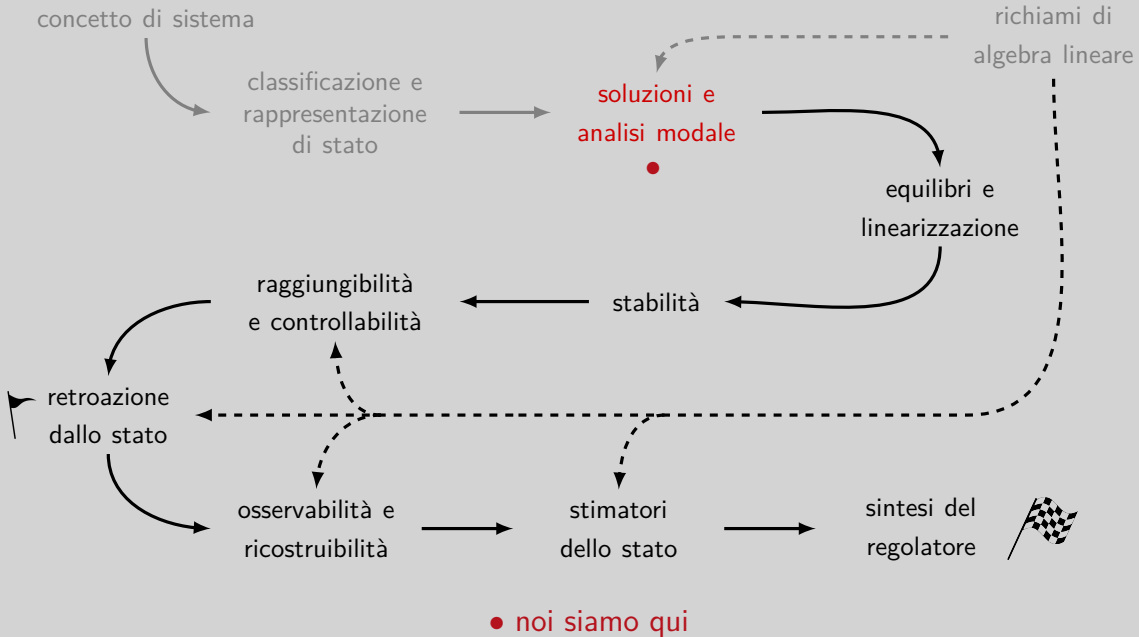 concetto di sistema
richiami di
algebra lineare
classificazione e
rappresentazione
di stato
soluzioni e
analisi modale
equilibri e
linearizzazione
stabilità
raggiungibilità
e controllabilità
retroazione
dallo stato
osservabilità e
ricostruibilità
stimatori
dello stato
sintesi del
regolatore
• noi siamo qui